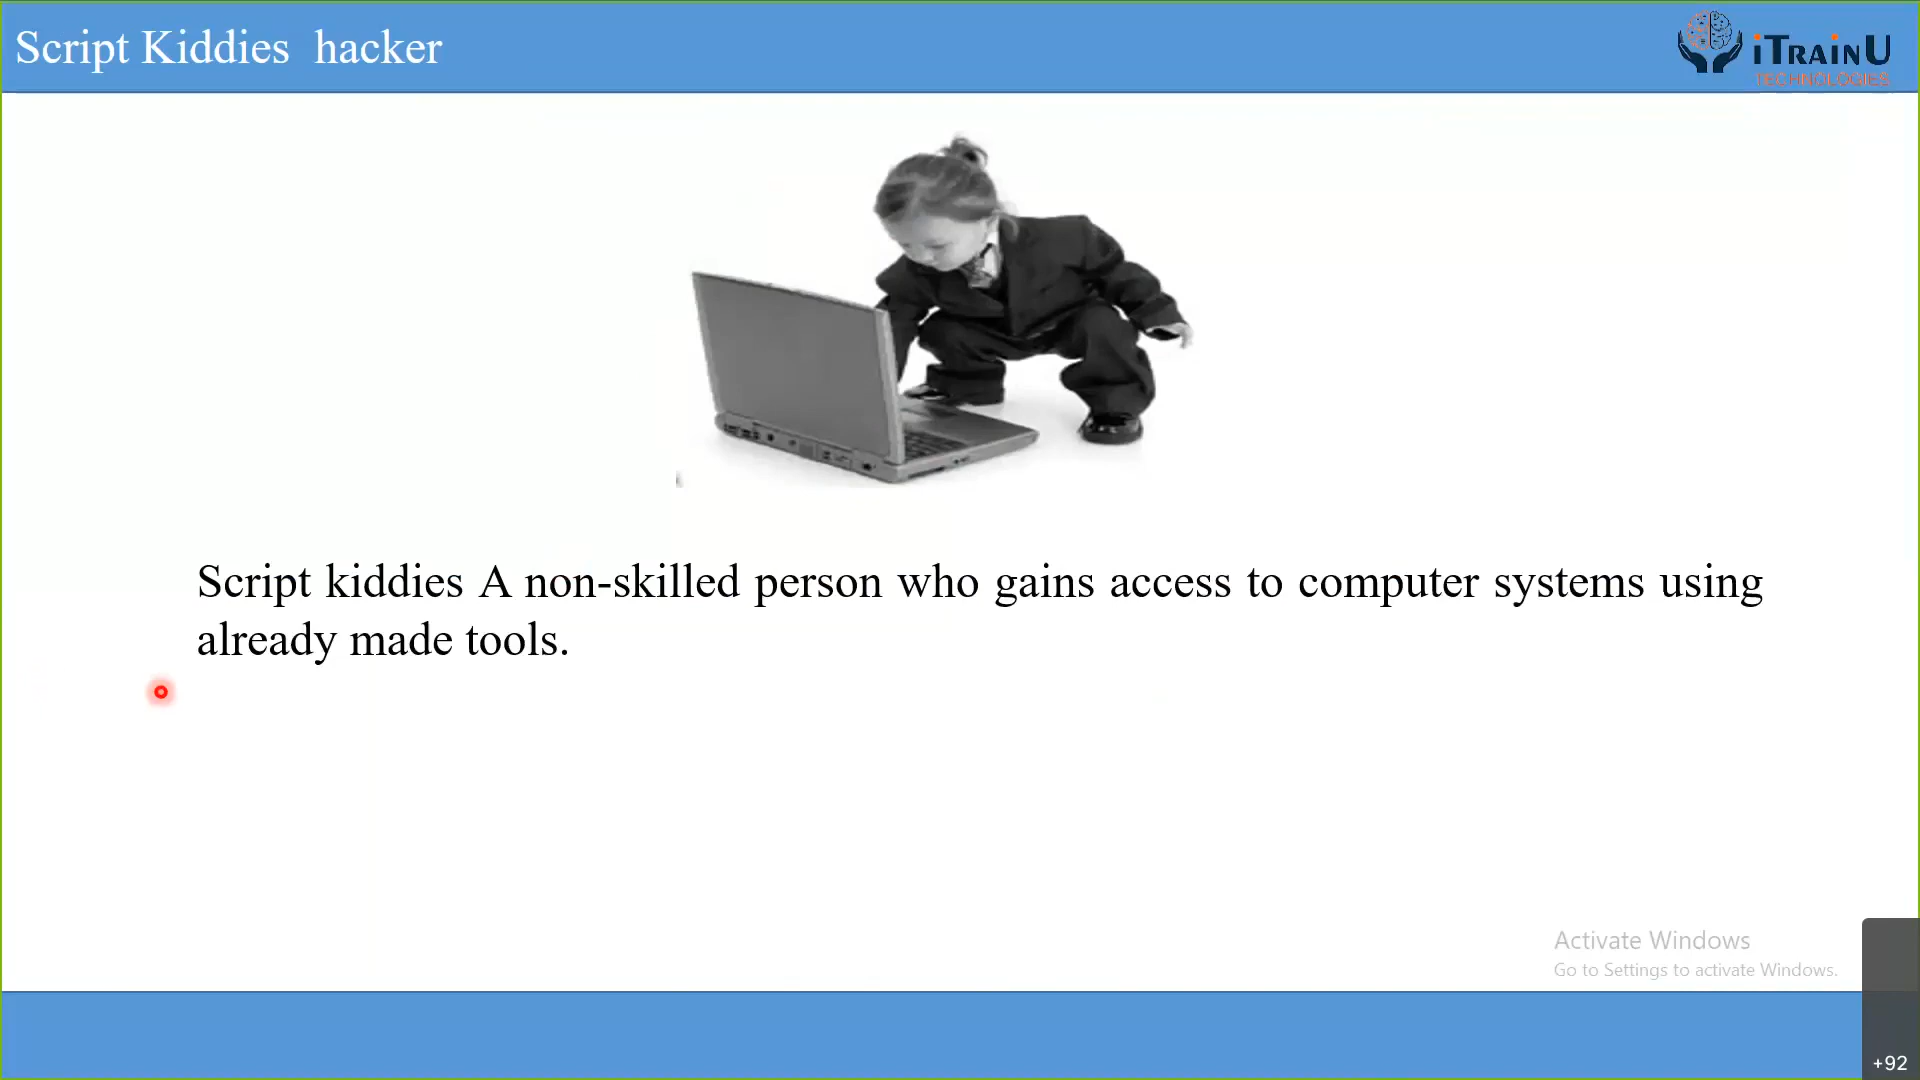 Script Kiddies  hacker
iTRAINU
TECHNOLOGIES
Script kiddies A non-skilled person who gains access to computer systems using
already made tools.
Activate Windows
Go to Settings to activate Windows.
+92